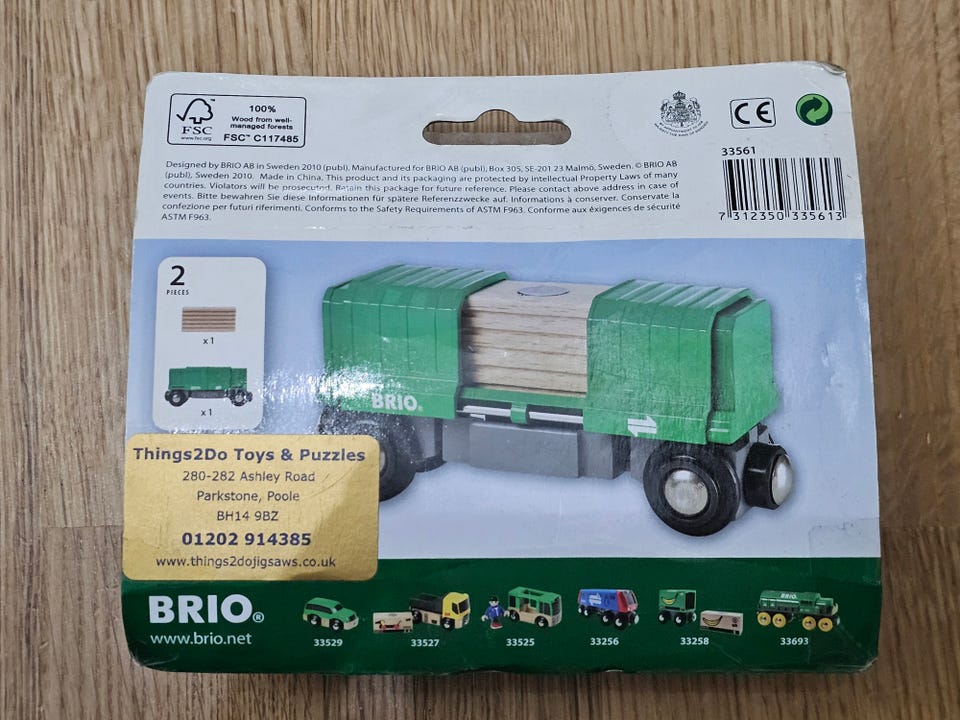 FSC
www.fsc.org
100%
Wood from well-
managed forests
FSC™ C117485
CE
33561
7 312350 335613
Designed by BRIO AB in Sweden 2010 (publ). Manufactured for BRIO AB (publ), Box 305, SE-201 23 Malmö, Sweden. © BRIO AB
(publ), Sweden 2010. Made in China. This product and its packaging are protected by intellectual Property Laws of many
countries. Violators will be prosecuted. Retain this package for future reference. Please contact above address in case of
events. Bitte bewahren Sie diese Informationen für spätere Referenzzwecke auf. Informations à conserver. Conservate la
confezione per futuri riferimenti. Conforms to the Safety Requirements of ASTM F963. Conforme aux éxigences de sécurité
ASTM F963.
2
PIECES
x 1
x 1
BRIO®
Things2Do Toys & Puzzles
280-282 Ashley Road
Parkstone, Poole
BH14 9BZ
01202 914385
www.things2dojigsaws.co.uk
BRIO®
www.brio.net
33529
33527
33525
33256
33258
BRIO
33693